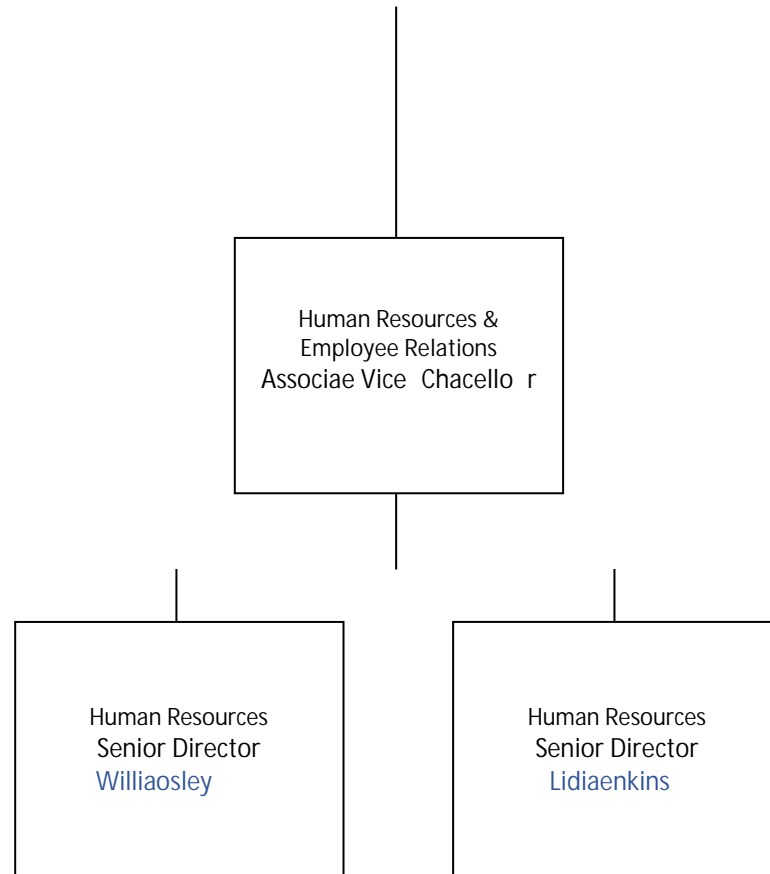 Human Resources &
Employee Relations
Associae Vice Chacello r
Human Resources
Senior Director
Williaosley
Human Resources
Senior Director
Lidiaenkins